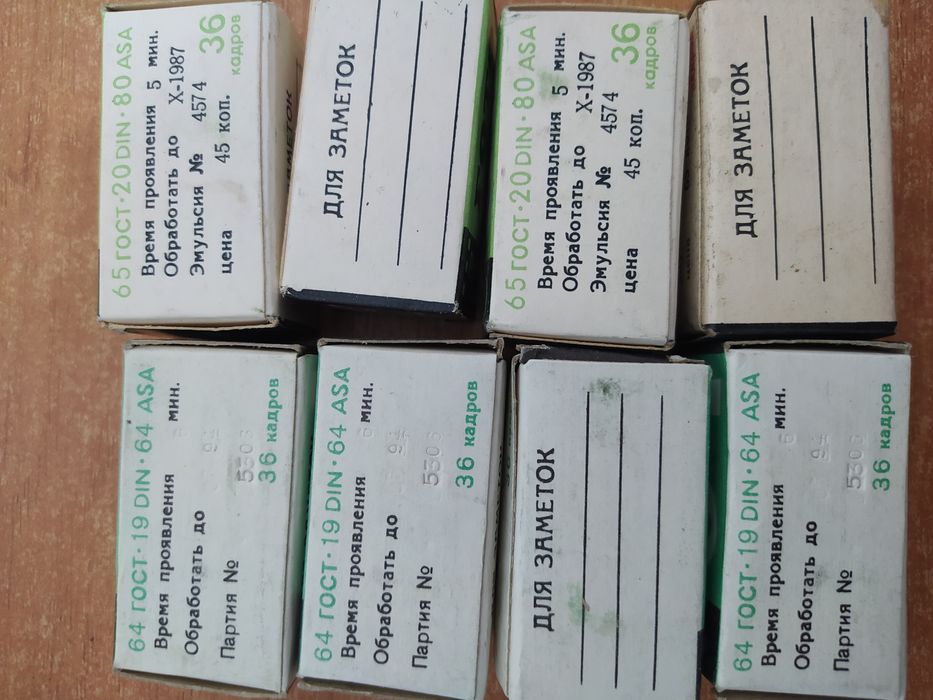 65 ГОСТ·20 DIN·80 ASA
Время проявления 5 мин.
Обработать до X-1987
Эмульсия № 4574
цена 45 коп.
36
кадров
МЕТОК
ДЛЯ ЗАМЕТОК
65 ГОСТ·20 DIN·80 ASA
Время проявления 5 мин.
Обработать до X-1987
Эмульсия № 4574
цена 45 коп.
36
кадров
ДЛЯ ЗАМЕТОК
64 ГОСТ·19 DIN·64 ASA
Время проявления мин.
Обработать до
Партия № 5303
36 кадров
64 ГОСТ·19 DIN·64 ASA
Время проявления мин.
Обработать до
Партия № 5303
36 кадров
ДЛЯ ЗАМЕТОК
64 ГОСТ·19 DIN·64 ASA
Время проявления мин.
Обработать до
Партия № 5303
36 кадров